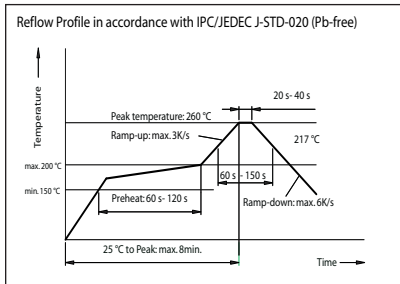 Reflow Profile in accordance with IPC/JEDEC J-STD-020 (Pb-free)
Temperature
20 s- 40 s
Peak temperature: 260 °C
Ramp-up: max. 3K/s
217 °C
max. 200 °C
60 s - 150 s
min. 150 °C
Preheat: 60 s- 120 s
Ramp-down: max. 6K/s
25 °C to Peak: max. 8min.
Time